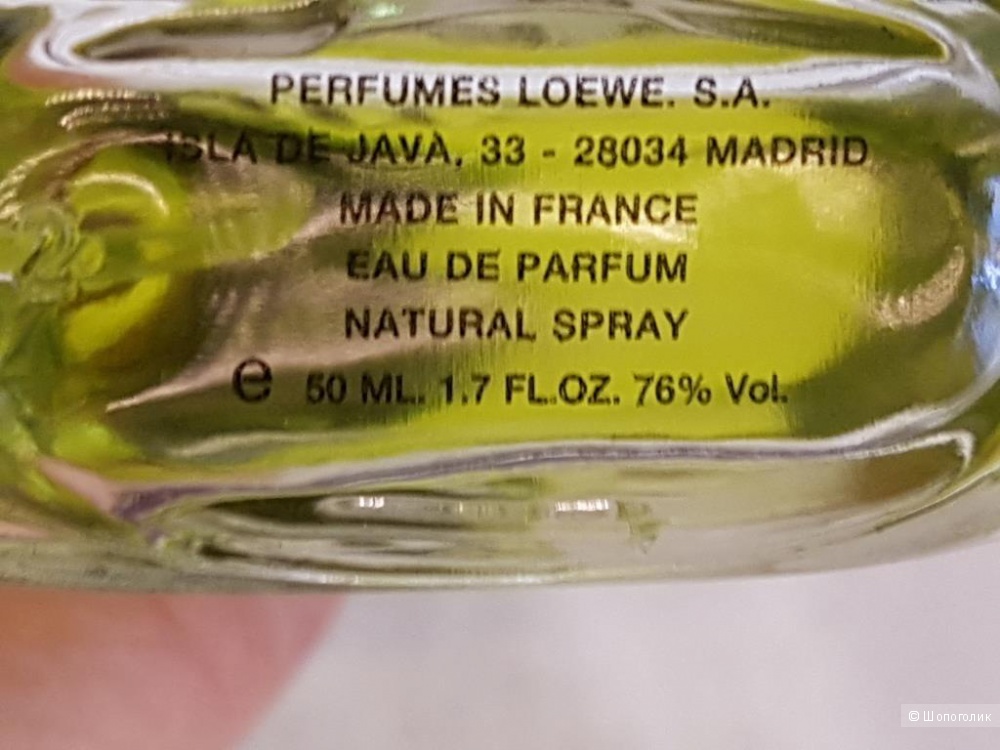 PERFUMES LOEWE. S.A.
ISLA DE JAVA, 33 - 28034 MADRID
MADE IN FRANCE
EAU DE PARFUM
NATURAL SPRAY
e 50 ML. 1.7 FL.OZ. 76% Vol.
© Шопоголик